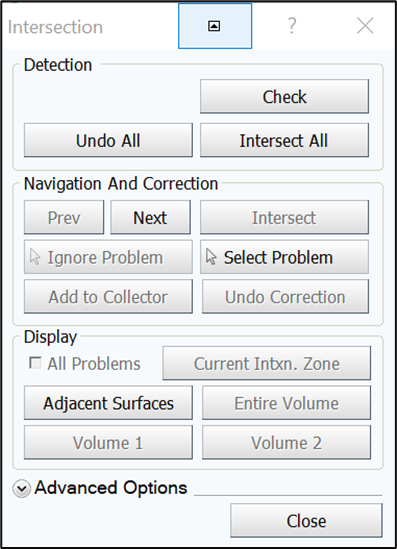 Intersection ?
Detection
Check
Undo All Intersect All
Navigation And Correction
Prev Next Intersect
Ignore Problem Select Problem
Add to Collector Undo Correction
Display
All Problems Current Intxn. Zone
Adjacent Surfaces Entire Volume
Volume 1 Volume 2
Advanced Options
Close